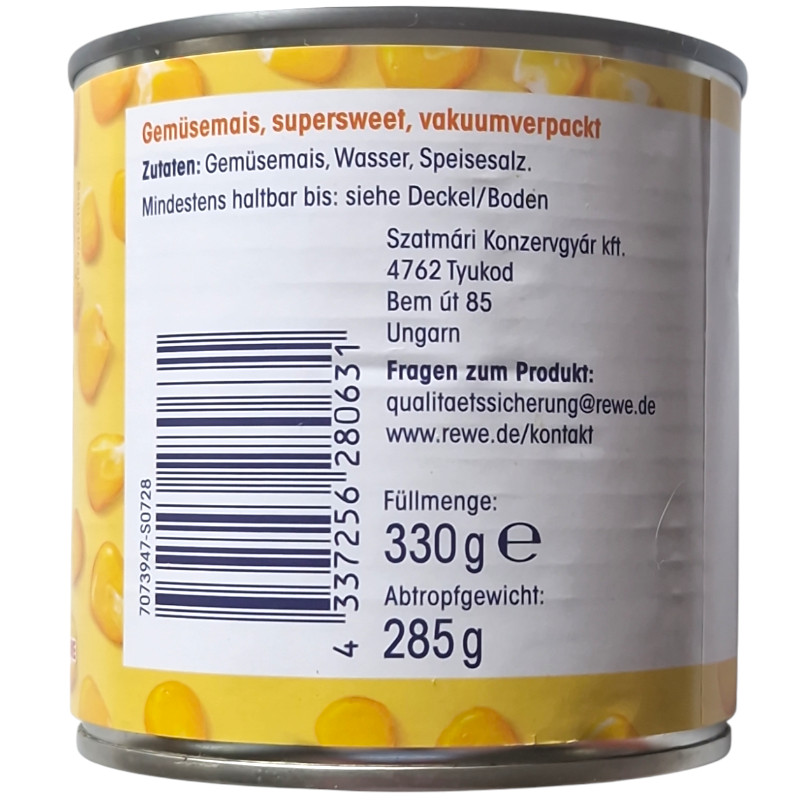 Gemüsemais, supersweet, vakuumverpackt
Zutaten: Gemüsemais, Wasser, Speisesalz.
Mindestens haltbar bis: siehe Deckel/Boden
Szatmári Konzervgyár kft.
4762 Tyukod
Bem út 85
Ungarn
Fragen zum Produkt:
qualitaetssicherung@rewe.de
www.rewe.de/kontakt
Füllmenge:
330 g ℮
Abtropfgewicht:
285 g
4 337256 280631
7073947-S0728